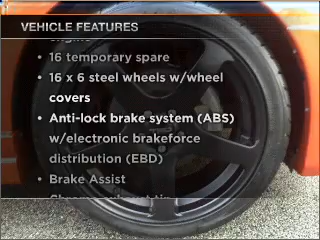 VEHICLE FEATURES
engine
• 16 temporary spare
• 16 x 6 steel wheels w/wheel
covers
• Anti-lock brake system (ABS)
w/electronic brakeforce
distribution (EBD)
• Brake Assist